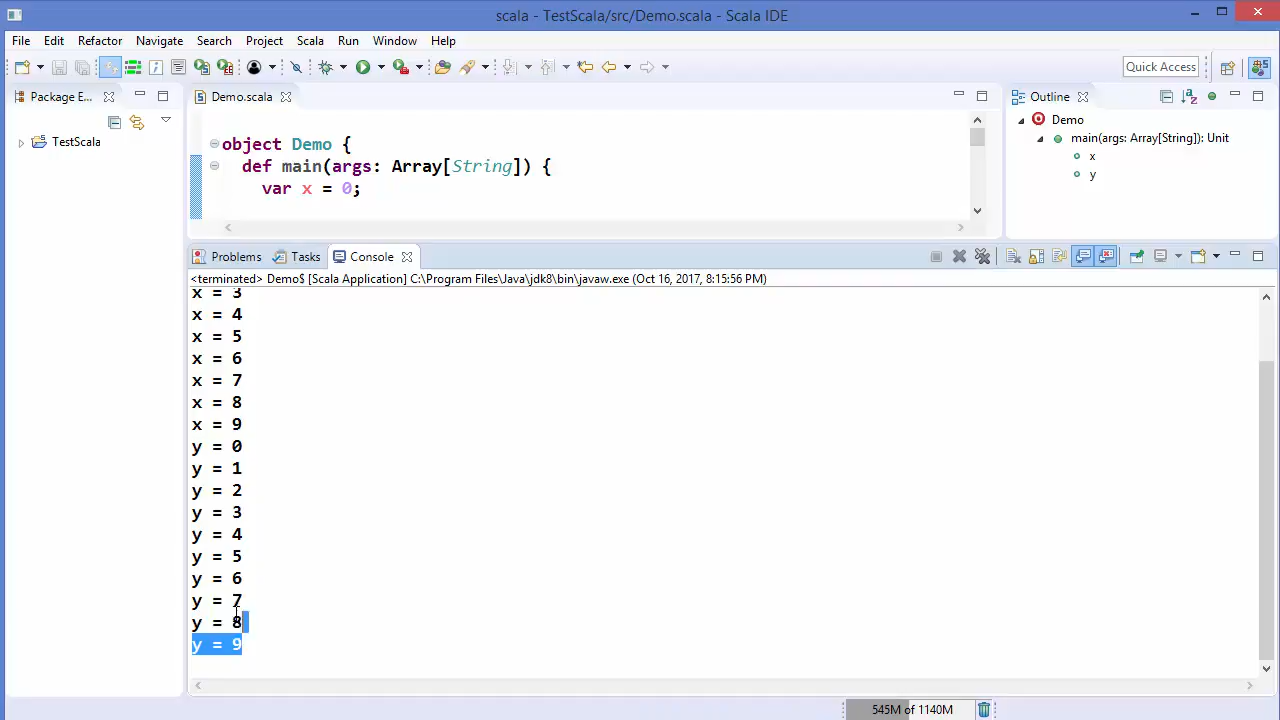 scala - TestScala/src/Demo.scala - Scala IDE
File Edit Refactor Navigate Search Project Scala Run Window Help
Quick Access
Package E...
TestScala
Demo.scala
object Demo {
def main(args: Array[String]) {
var x = 0;
Outline
Demo
main(args: Array[String]): Unit
x
y
Problems Tasks Console
<terminated> Demo$ [Scala Application] C:\Program Files\Java\jdk8\bin\javaw.exe (Oct 16, 2017, 8:15:56 PM)
x = 3
x = 4
x = 5
x = 6
x = 7
x = 8
x = 9
y = 0
y = 1
y = 2
y = 3
y = 4
y = 5
y = 6
y = 7
y = 8
y = 9
545M of 1140M